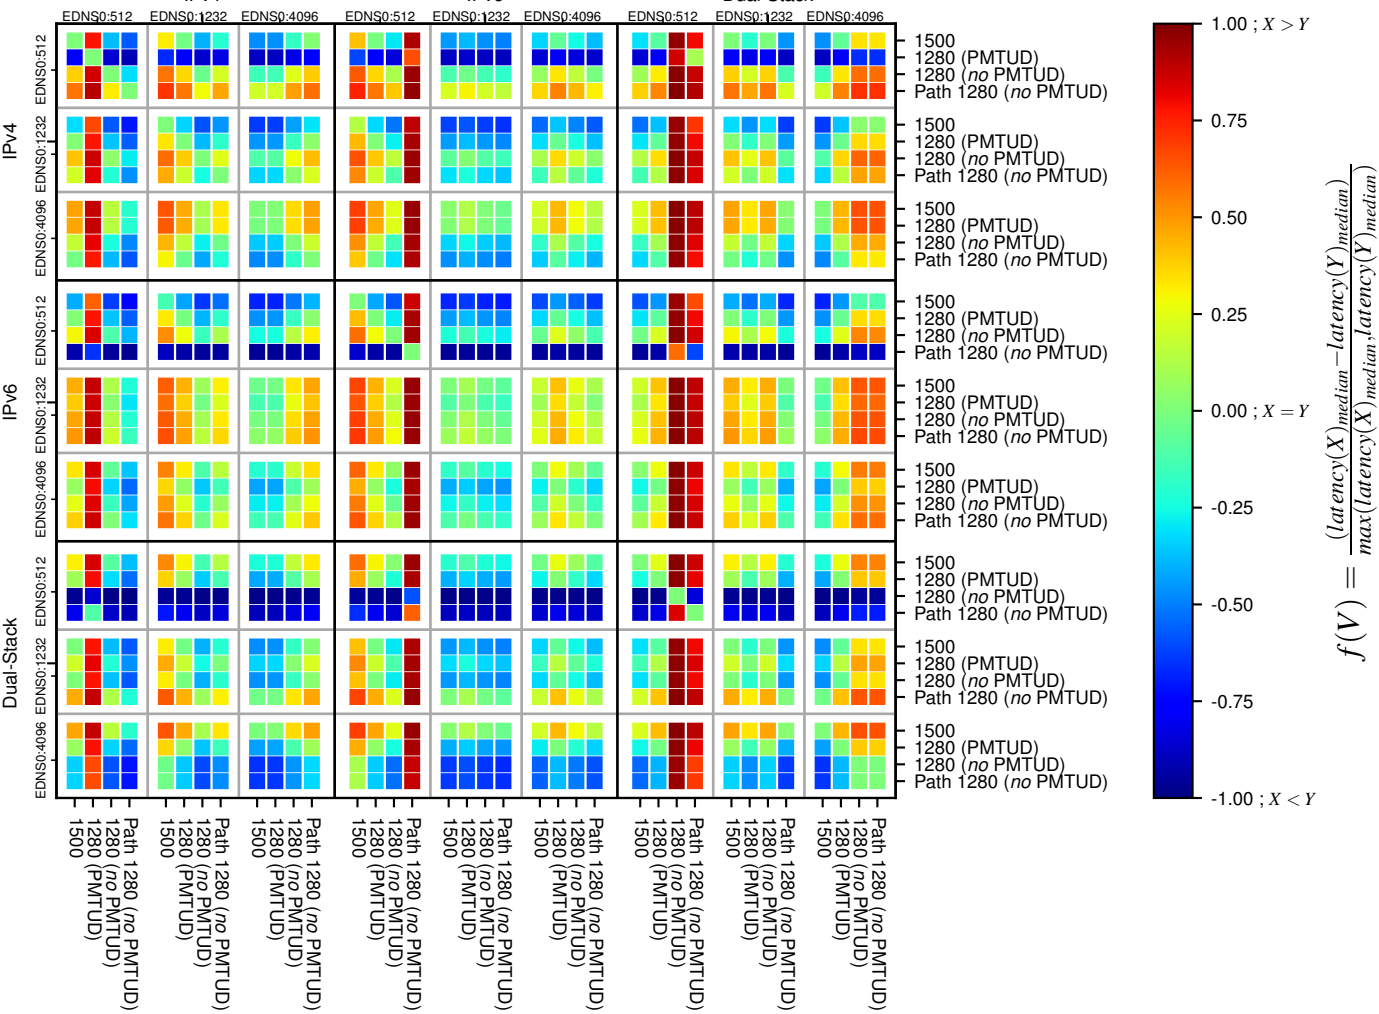 EDNS0:512 EDNS0:1232 EDNS0:4096 EDNS0:512 EDNS0:1232 EDNS0:4096 EDNS0:512 EDNS0:1232 EDNS0:4096
IPv4
EDNS0:512
1500
1280 (PMTUD)
1280 (no PMTUD)
Path 1280 (no PMTUD)
EDNS0:1232
1500
1280 (PMTUD)
1280 (no PMTUD)
Path 1280 (no PMTUD)
EDNS0:4096
1500
1280 (PMTUD)
1280 (no PMTUD)
Path 1280 (no PMTUD)
IPv6
EDNS0:512
1500
1280 (PMTUD)
1280 (no PMTUD)
Path 1280 (no PMTUD)
EDNS0:1232
1500
1280 (PMTUD)
1280 (no PMTUD)
Path 1280 (no PMTUD)
EDNS0:4096
1500
1280 (PMTUD)
1280 (no PMTUD)
Path 1280 (no PMTUD)
Dual-Stack
EDNS0:512
1500
1280 (PMTUD)
1280 (no PMTUD)
Path 1280 (no PMTUD)
EDNS0:1232
1500
1280 (PMTUD)
1280 (no PMTUD)
Path 1280 (no PMTUD)
EDNS0:4096
1500
1280 (PMTUD)
1280 (no PMTUD)
Path 1280 (no PMTUD)
1500
1280 (PMTUD)
1280 (no PMTUD)
Path 1280 (no PMTUD)
1500
1280 (PMTUD)
1280 (no PMTUD)
Path 1280 (no PMTUD)
1500
1280 (PMTUD)
1280 (no PMTUD)
Path 1280 (no PMTUD)
1500
1280 (PMTUD)
1280 (no PMTUD)
Path 1280 (no PMTUD)
1500
1280 (PMTUD)
1280 (no PMTUD)
Path 1280 (no PMTUD)
1500
1280 (PMTUD)
1280 (no PMTUD)
Path 1280 (no PMTUD)
1500
1280 (PMTUD)
1280 (no PMTUD)
Path 1280 (no PMTUD)
1500
1280 (PMTUD)
1280 (no PMTUD)
Path 1280 (no PMTUD)
1500
1280 (PMTUD)
1280 (no PMTUD)
Path 1280 (no PMTUD)
1.00 ; X > Y
0.75
0.50
0.25
0.00 ; X = Y
-0.25
-0.50
-0.75
-1.00 ; X < Y
f(V) = (latency(X)median−latency(Y)median) / max(latency(X)median,latency(Y)median)